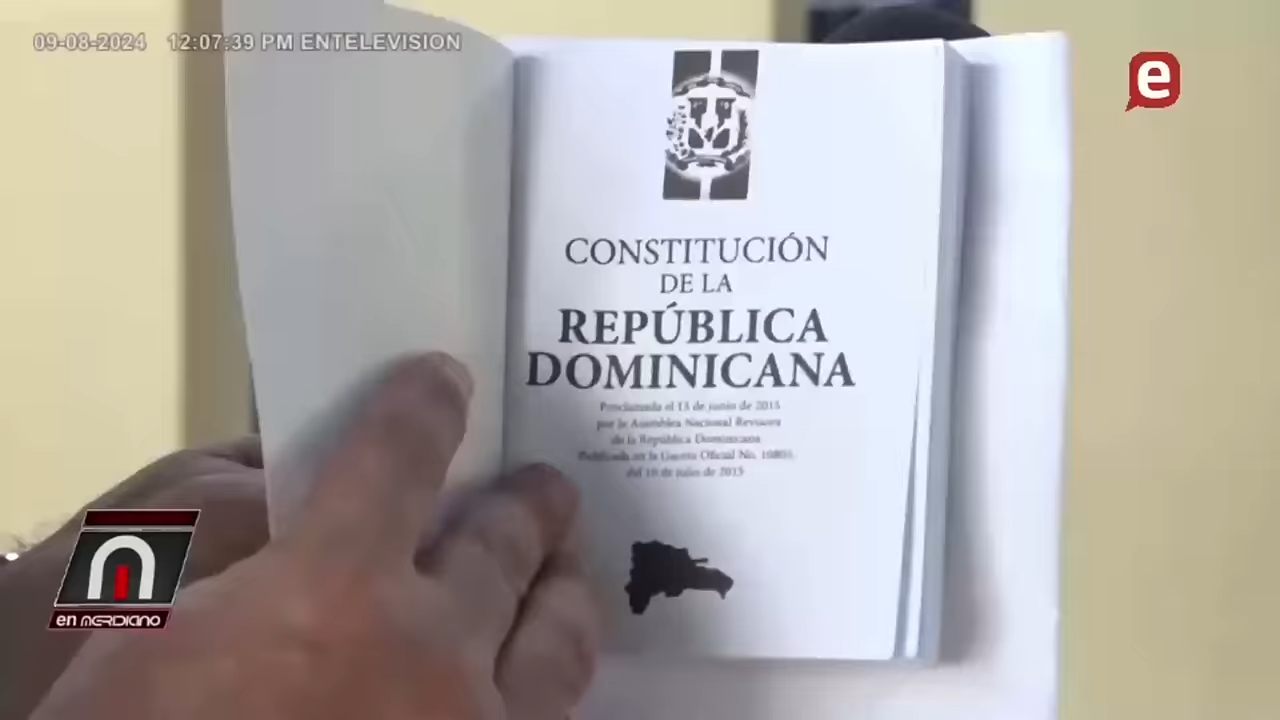 09-08-2024 12:07:39 PM ENTELEVISION
e
CONSTITUCIÓN
DE LA
REPÚBLICA
DOMINICANA
Proclamada el 13 de junio de 2015
por la Asamblea Nacional Revisora
de la República Dominicana
Publicada en la Gaceta Oficial No. 10805
del 10 de julio de 2015
en MERIDIANO